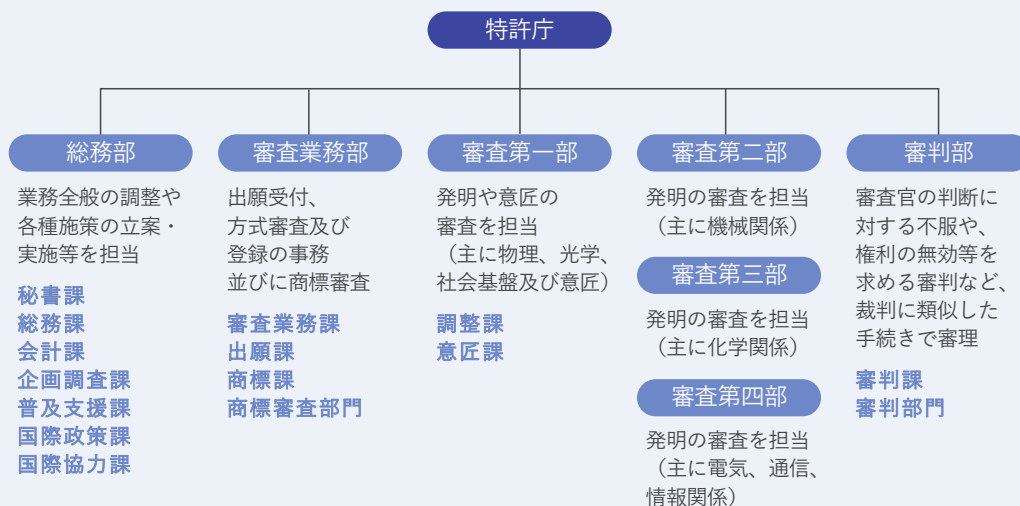 特許庁
総務部
業務全般の調整や
各種施策の立案・
実施等を担当
秘書課
総務課
会計課
企画調査課
普及支援課
国際政策課
国際協力課
審査業務部
出願受付、
方式審査及び
登録の事務
並びに商標審査
審査業務課
出願課
商標課
商標審査部門
審査第一部
発明や意匠の
審査を担当
（主に物理、光学、
社会基盤及び意匠）
調整課
意匠課
審査第二部
発明の審査を担当
（主に機械関係）
審査第三部
発明の審査を担当
（主に化学関係）
審査第四部
発明の審査を担当
（主に電気、通信、
情報関係）
審判部
審査官の判断に
対する不服や、
権利の無効等を
求める審判など、
裁判に類似した
手続きで審理
審判課
審判部門